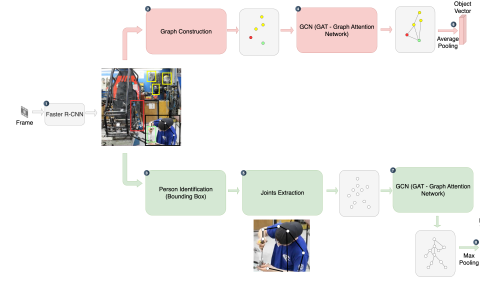 Object
Vector
Graph Construction
GCN (GAT - Graph Attention
Network)
Average
Pooling
Frame
Faster R-CNN
Person Identification
(Bounding Box)
Joints Extraction
GCN (GAT - Graph Attention
Network)
Max
Pooling